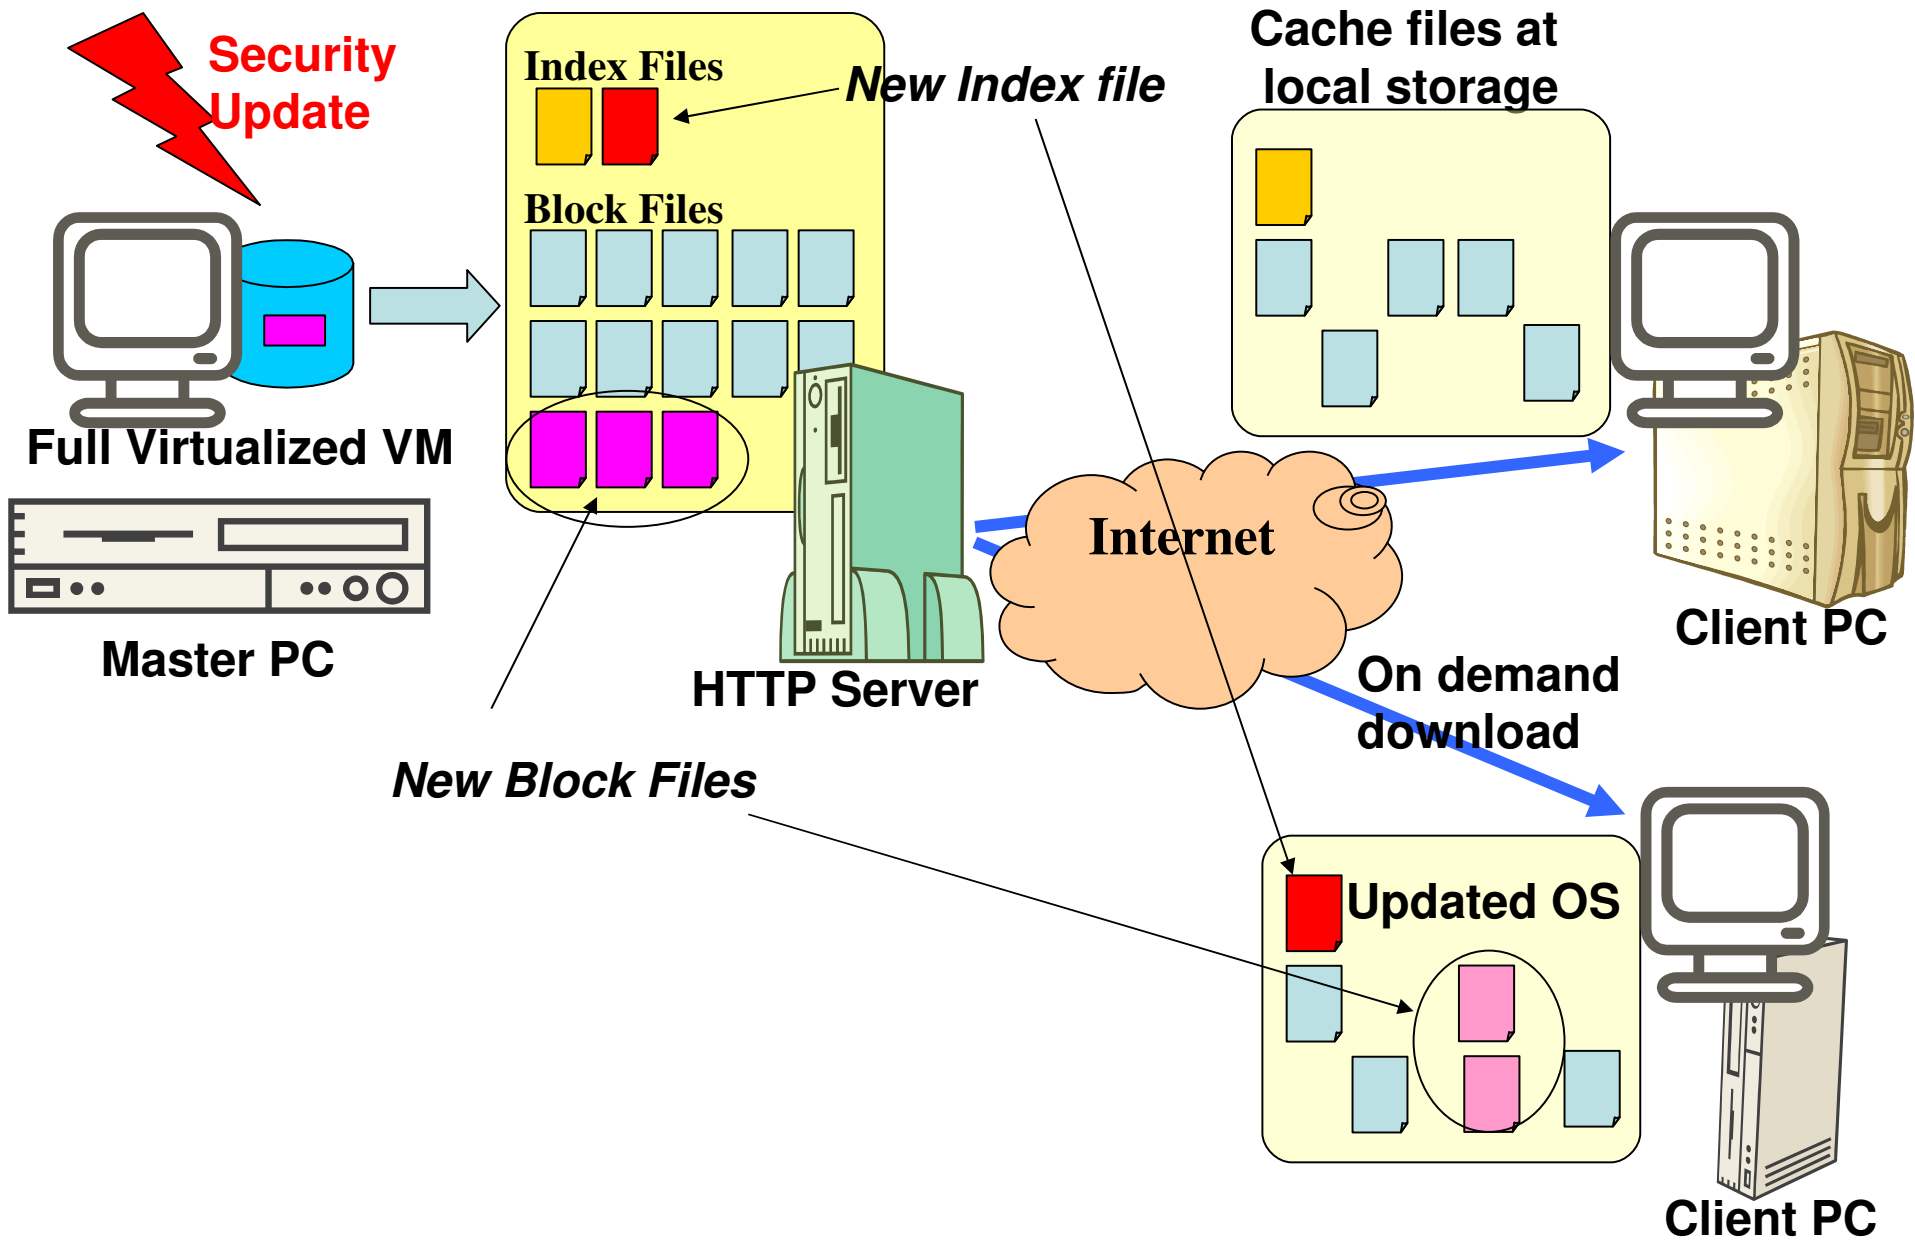 Security
Update
Index Files
New Index file
Cache files at
local storage
Block Files
Full Virtualized VM
Internet
Master PC
HTTP Server
Client PC
On demand
download
New Block Files
Updated OS
Client PC